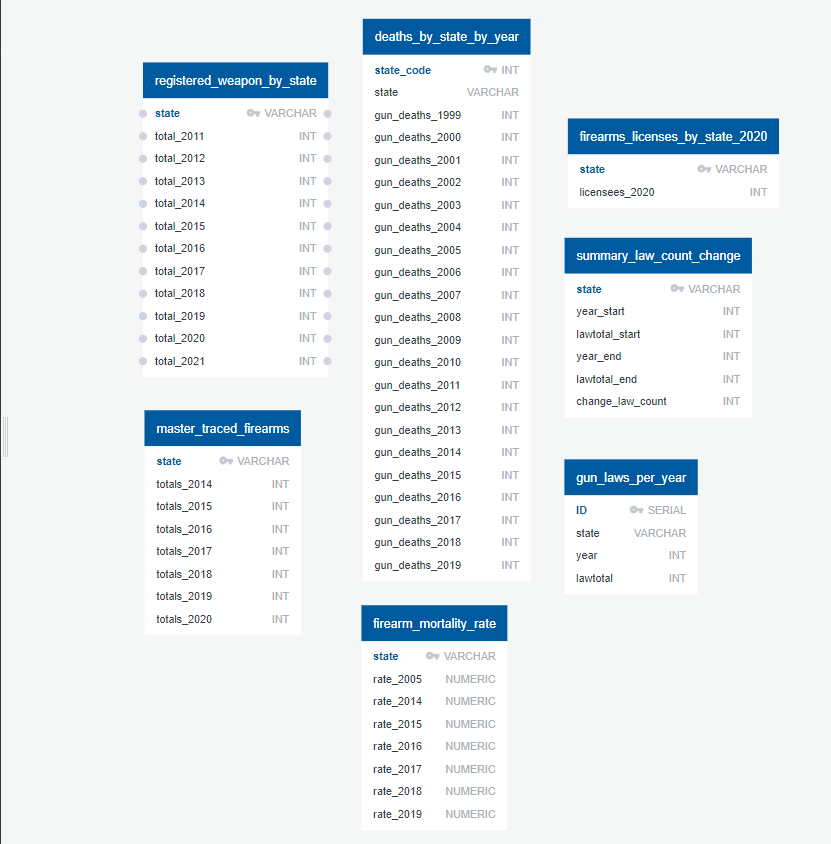 registered_weapon_by_state
state VARCHAR
total_2011 INT
total_2012 INT
total_2013 INT
total_2014 INT
total_2015 INT
total_2016 INT
total_2017 INT
total_2018 INT
total_2019 INT
total_2020 INT
total_2021 INT
master_traced_firearms
state VARCHAR
totals_2014 INT
totals_2015 INT
totals_2016 INT
totals_2017 INT
totals_2018 INT
totals_2019 INT
totals_2020 INT
deaths_by_state_by_year
state_code INT
state VARCHAR
gun_deaths_1999 INT
gun_deaths_2000 INT
gun_deaths_2001 INT
gun_deaths_2002 INT
gun_deaths_2003 INT
gun_deaths_2004 INT
gun_deaths_2005 INT
gun_deaths_2006 INT
gun_deaths_2007 INT
gun_deaths_2008 INT
gun_deaths_2009 INT
gun_deaths_2010 INT
gun_deaths_2011 INT
gun_deaths_2012 INT
gun_deaths_2013 INT
gun_deaths_2014 INT
gun_deaths_2015 INT
gun_deaths_2016 INT
gun_deaths_2017 INT
gun_deaths_2018 INT
gun_deaths_2019 INT
firearm_mortality_rate
state VARCHAR
rate_2005 NUMERIC
rate_2014 NUMERIC
rate_2015 NUMERIC
rate_2016 NUMERIC
rate_2017 NUMERIC
rate_2018 NUMERIC
rate_2019 NUMERIC
firearms_licenses_by_state_2020
state VARCHAR
licensees_2020 INT
summary_law_count_change
state VARCHAR
year_start INT
lawtotal_start INT
year_end INT
lawtotal_end INT
change_law_count INT
gun_laws_per_year
ID SERIAL
state VARCHAR
year INT
lawtotal INT